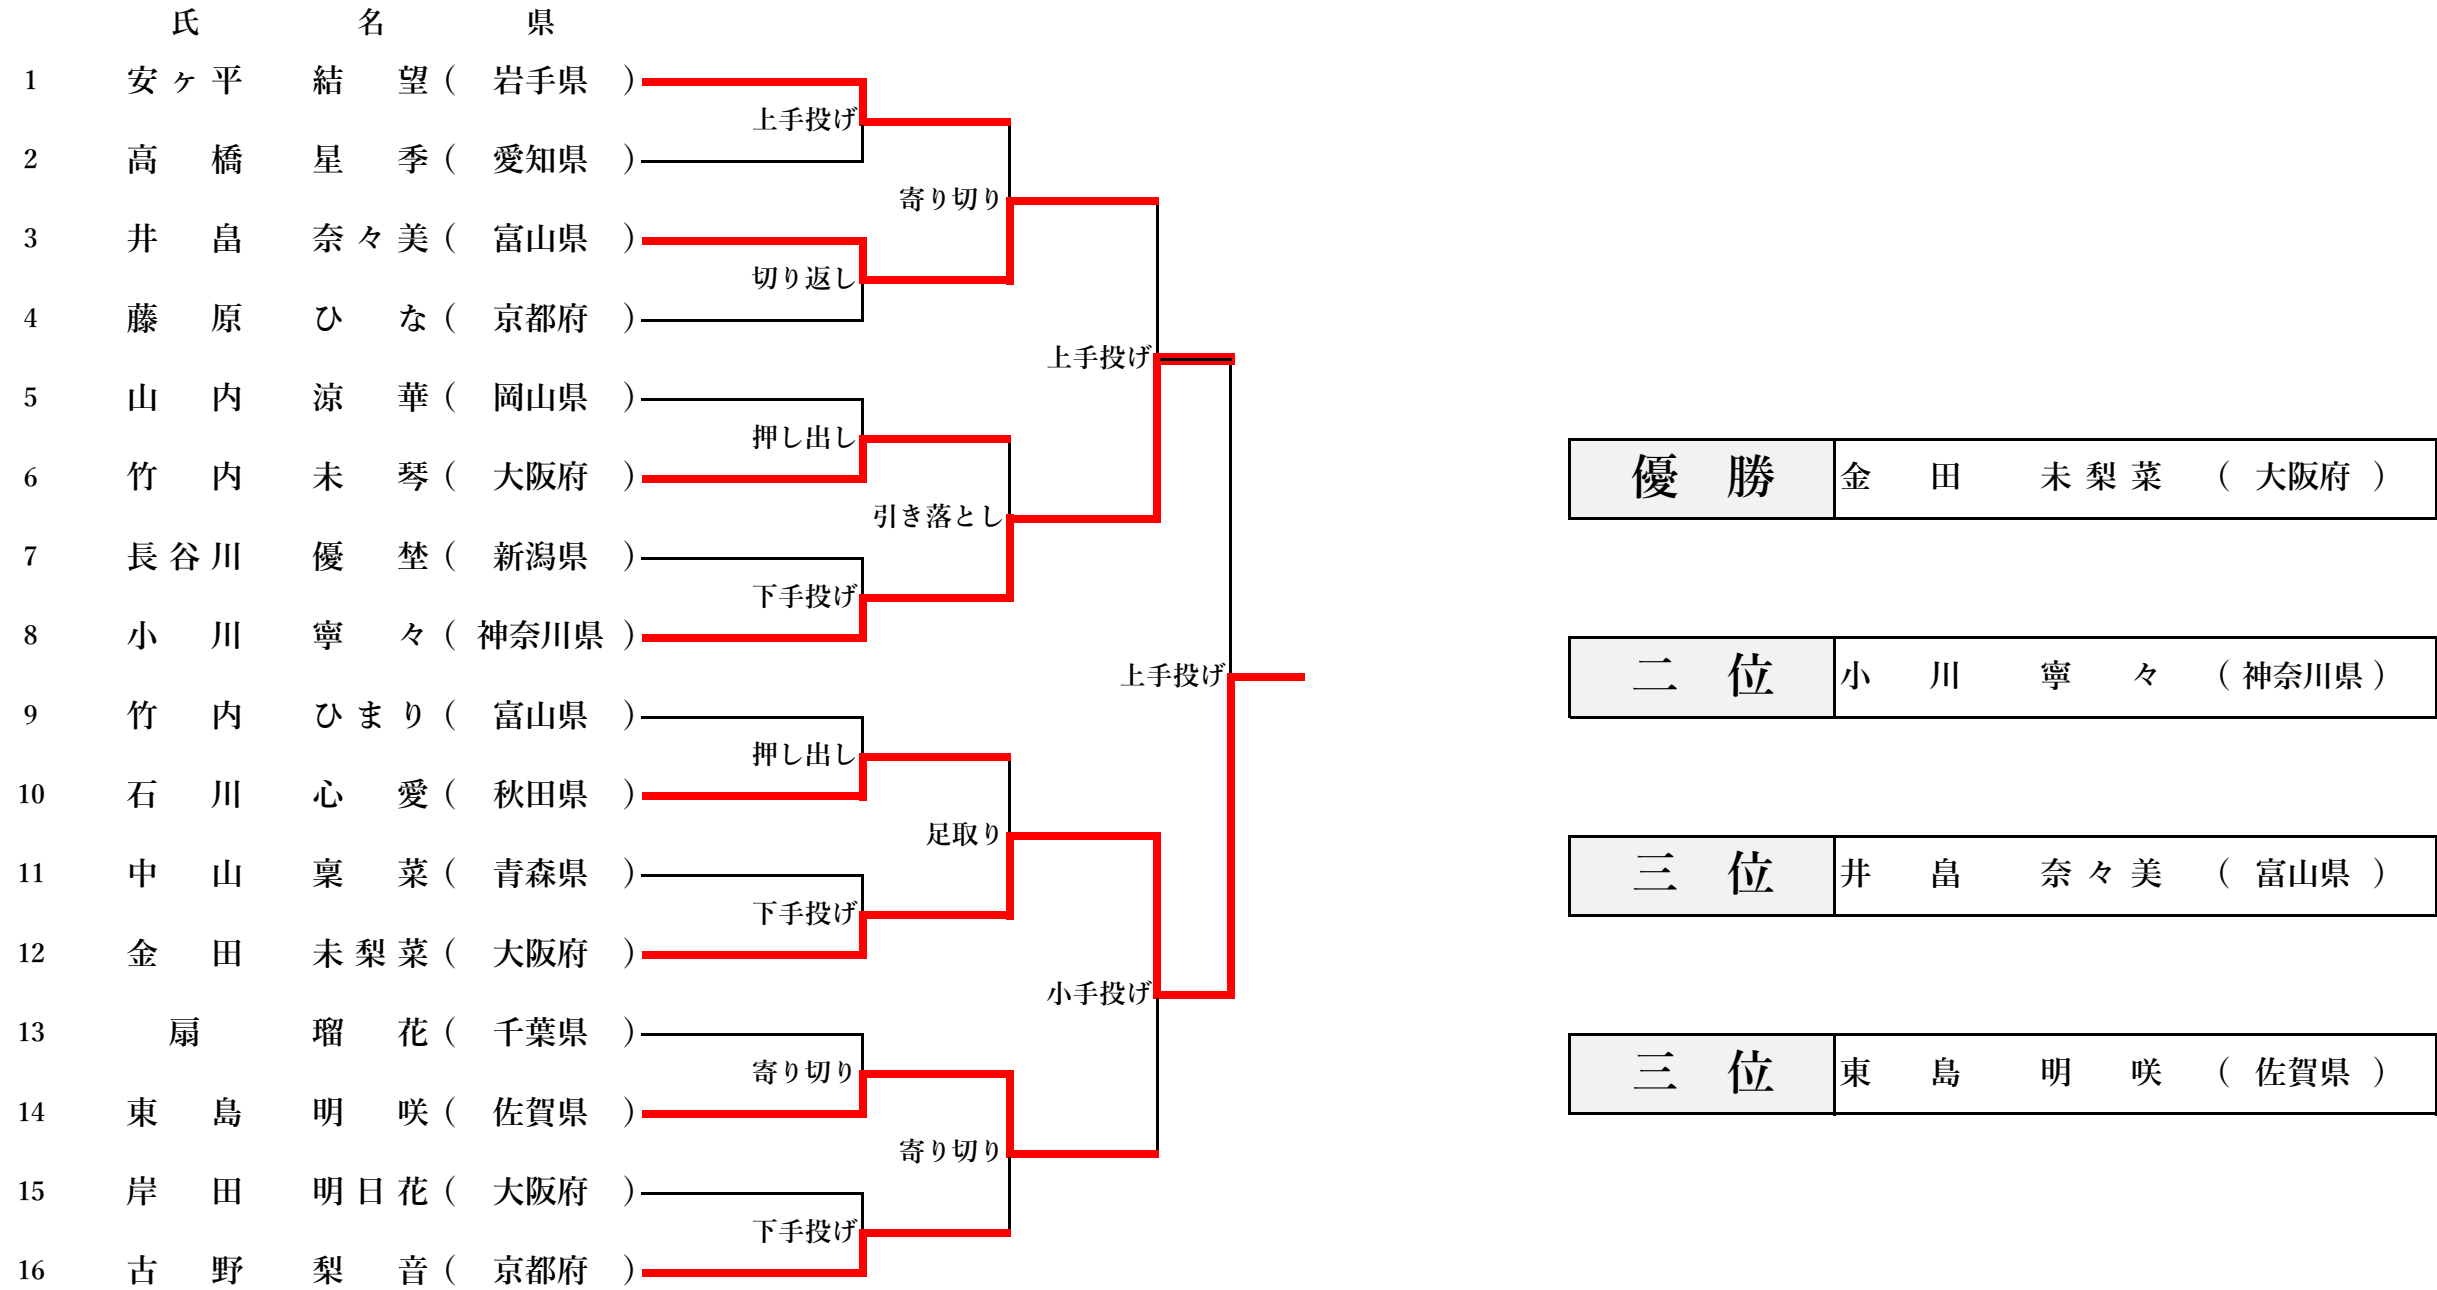 氏 名 県
1 安ヶ平 結望 ( 岩手県 )
上手投げ
2 高橋 星季 ( 愛知県 )
寄り切り
3 井畠 奈々美 ( 富山県 )
切り返し
4 藤原 ひな ( 京都府 )
上手投げ
5 山内 涼華 ( 岡山県 )
押し出し
6 竹内 未琴 ( 大阪府 )
引き落とし
7 長谷川 優埜 ( 新潟県 )
下手投げ
8 小川 寧々 ( 神奈川県 )
上手投げ
9 竹内 ひまり ( 富山県 )
押し出し
10 石川 心愛 ( 秋田県 )
足取り
11 中山 稟菜 ( 青森県 )
下手投げ
12 金田 未梨菜 ( 大阪府 )
小手投げ
13 扇 瑠花 ( 千葉県 )
寄り切り
14 東島 明咲 ( 佐賀県 )
寄り切り
15 岸田 明日花 ( 大阪府 )
下手投げ
16 古野 梨音 ( 京都府 )
優勝 金田 未梨菜 ( 大阪府 )
二位 小川 寧々 ( 神奈川県 )
三位 井畠 奈々美 ( 富山県 )
三位 東島 明咲 ( 佐賀県 )